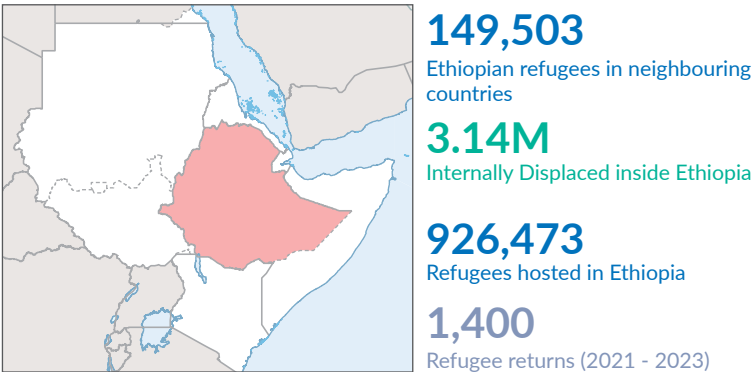 149,503
Ethiopian refugees in neighbouring
countries
3.14M
Internally Displaced inside Ethiopia
926,473
Refugees hosted in Ethiopia
1,400
Refugee returns (2021 - 2023)